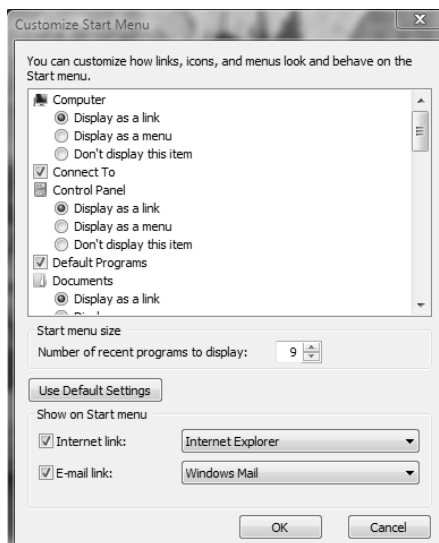 Customize Start Menu
You can customize how links, icons, and menus look and behave on the
Start menu.
Computer
Display as a link
Display as a menu
Don't display this item
Connect To
Control Panel
Display as a link
Display as a menu
Don't display this item
Default Programs
Documents
Display as a link
Start menu size
Number of recent programs to display: 9
Use Default Settings
Show on Start menu
Internet link: Internet Explorer
E-mail link: Windows Mail
OK Cancel